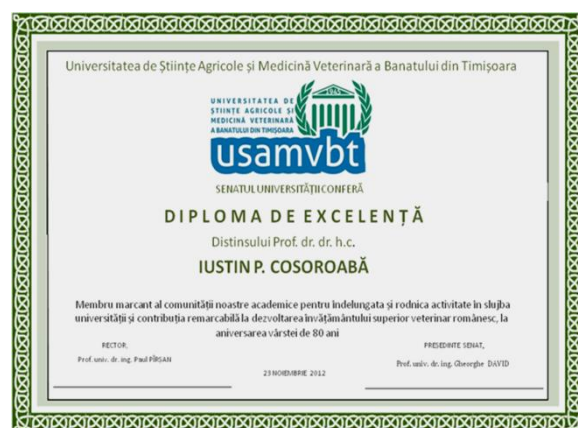 Universitatea de Științe Agricole și Medicină Veterinară a Banatului din Timișoara
1945
UNIVERSITATEA DE
ȘTIINȚE AGRICOLE ȘI
MEDICINĂ VETERINARĂ
A BANATULUI DIN TIMIȘOARA
usamvbt
SENATUL UNIVERSITĂȚII CONFERĂ
DIPLOMA DE EXCELENȚĂ
Distinsului Prof. dr. dr. h.c.
IUSTIN P. COSOROABĂ
Membru marcant al comunității noastre academice pentru îndelungata și rodnica activitate în slujba
universității și contribuția remarcabilă la dezvoltarea învățământului superior veterinar românesc, la
aniversarea vârstei de 80 ani
RECTOR,
Prof. univ. dr. ing. Paul PÎRȘAN
PRESEDINTE SENAT,
Prof. univ. dr. ing. Gheorghe DAVID
23 NOIEMBRIE 2012